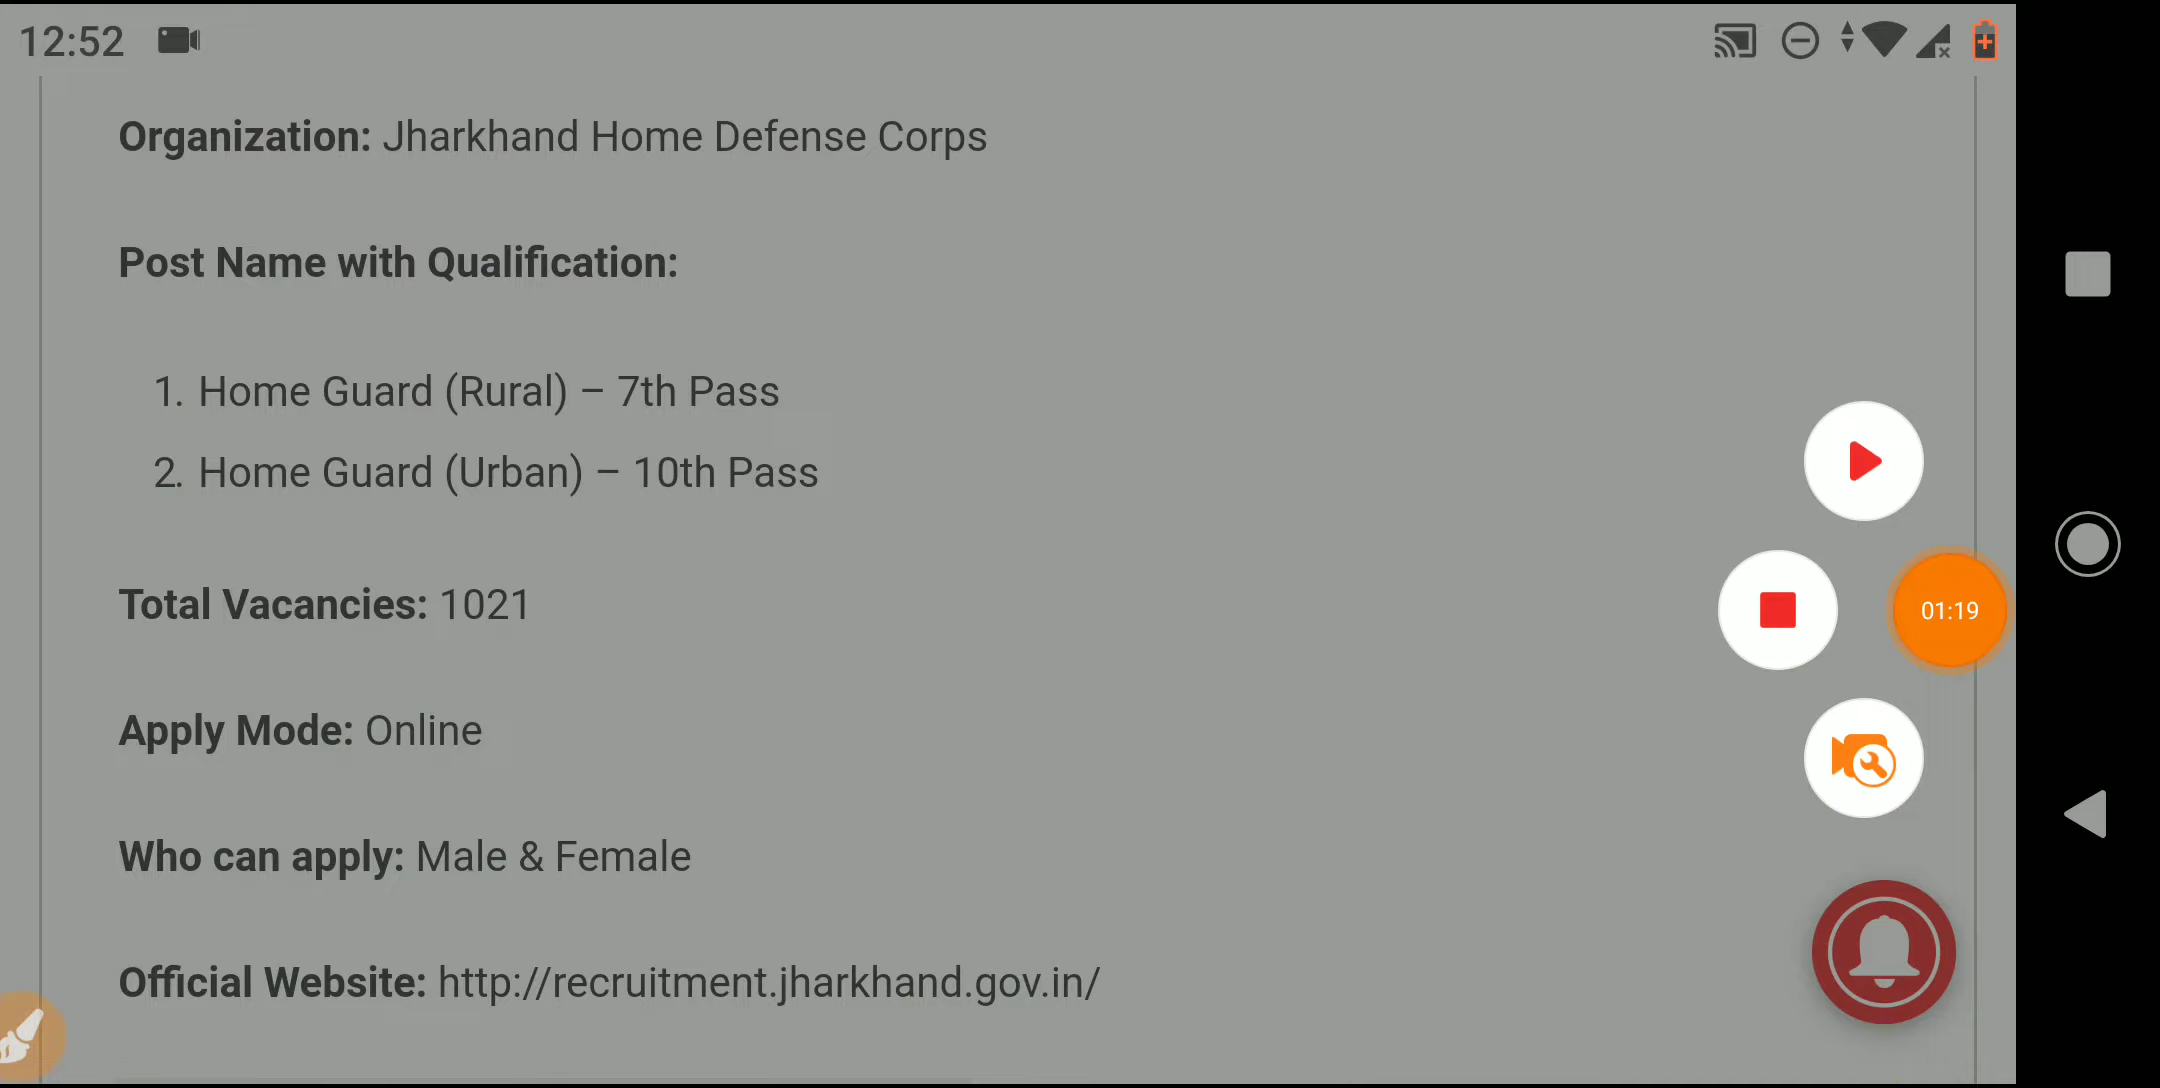 12:52
Organization: Jharkhand Home Defense Corps
Post Name with Qualification:
1. Home Guard (Rural) – 7th Pass
2. Home Guard (Urban) – 10th Pass
Total Vacancies: 1021
01:19
Apply Mode: Online
Who can apply: Male & Female
Official Website: http://recruitment.jharkhand.gov.in/